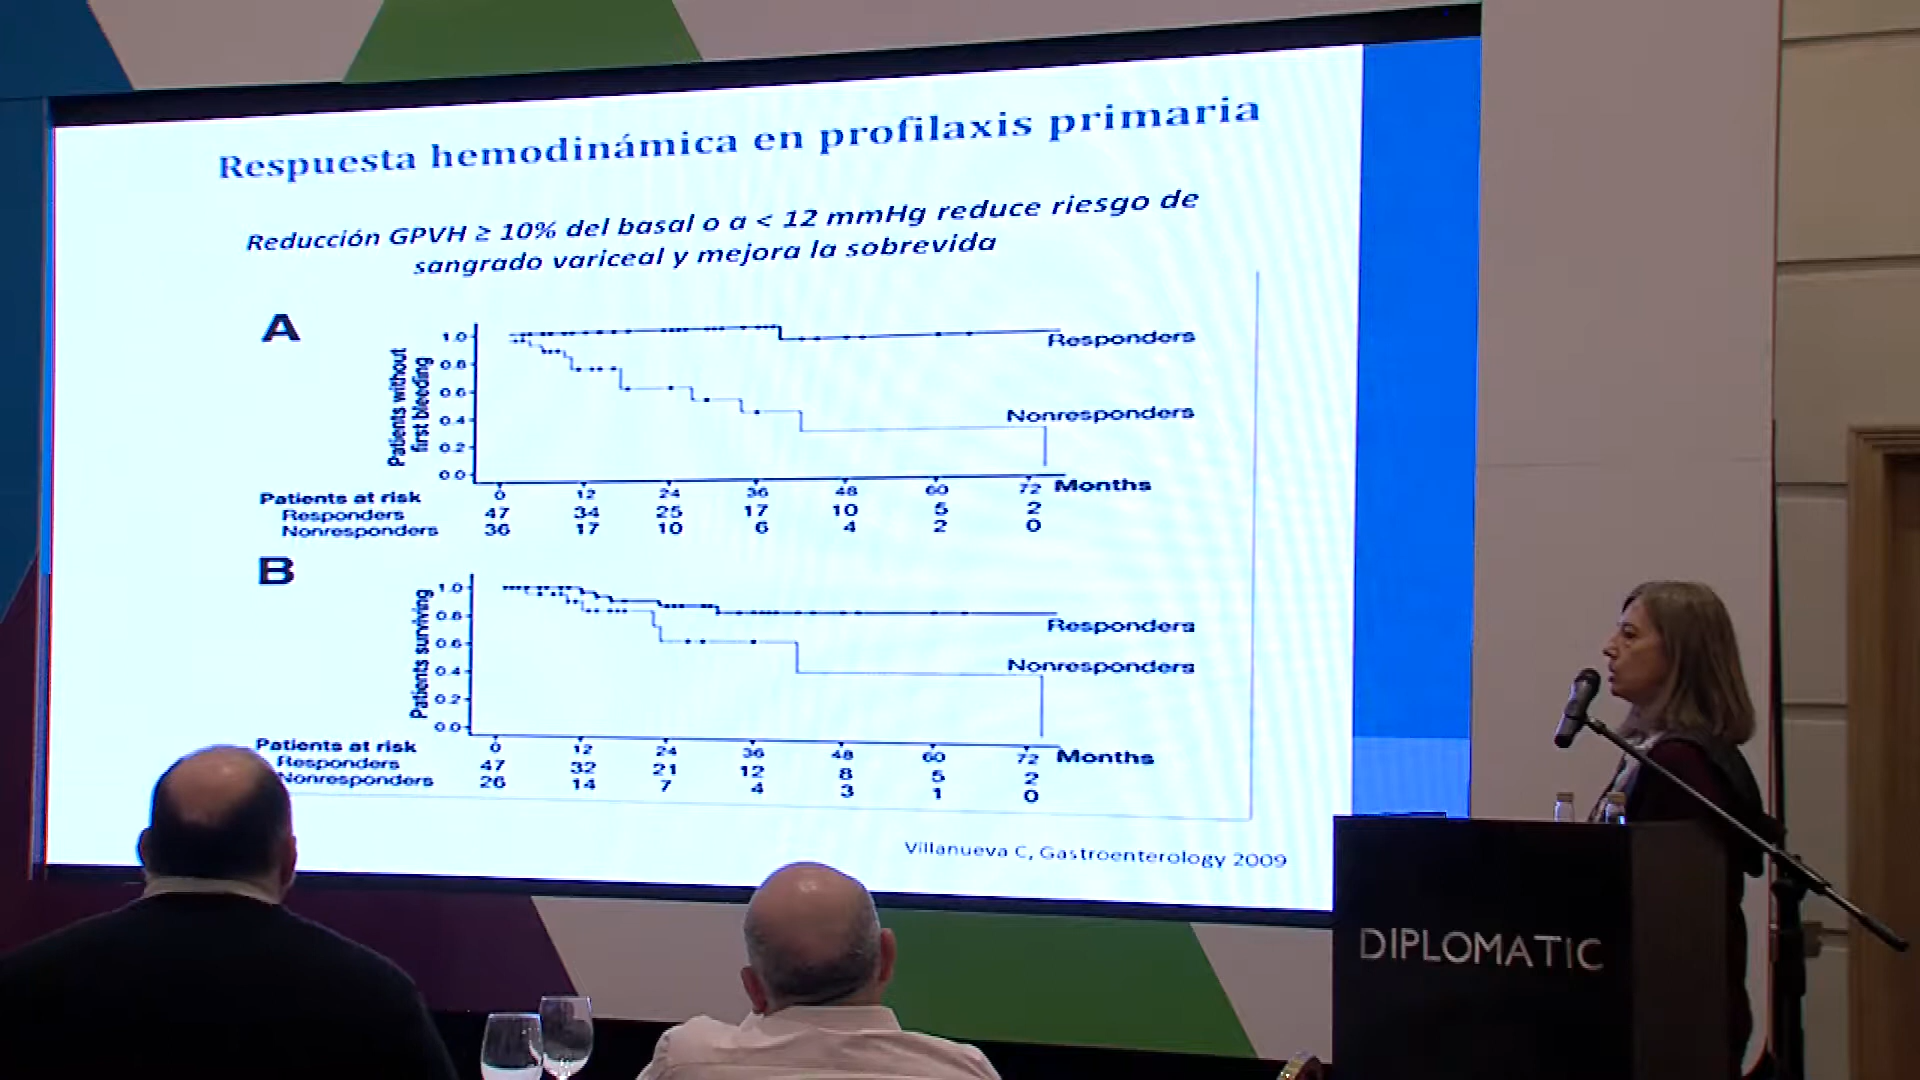 Respuesta hemodinámica en profilaxis primaria
Reducción GPVH ≥ 10% del basal o a < 12 mmHg reduce riesgo de
sangrado variceal y mejora la sobrevida
A
Patients without
first bleeding
1.0
0.8
0.6
0.4
0.2
0.0
Responders
Nonresponders
0 12 24 36 48 60 72 Months
Patients at risk
Responders 47 34 25 17 10 5 2
Nonresponders 36 17 10 6 4 2 0
B
Patients surviving
1.0
0.8
0.6
0.4
0.2
0.0
Responders
Nonresponders
0 12 24 36 48 60 72 Months
Patients at risk
Responders 47 32 21 12 8 5 2
Nonresponders 26 14 7 4 3 1 0
Villanueva C, Gastroenterology 2009
DIPLOMATIC